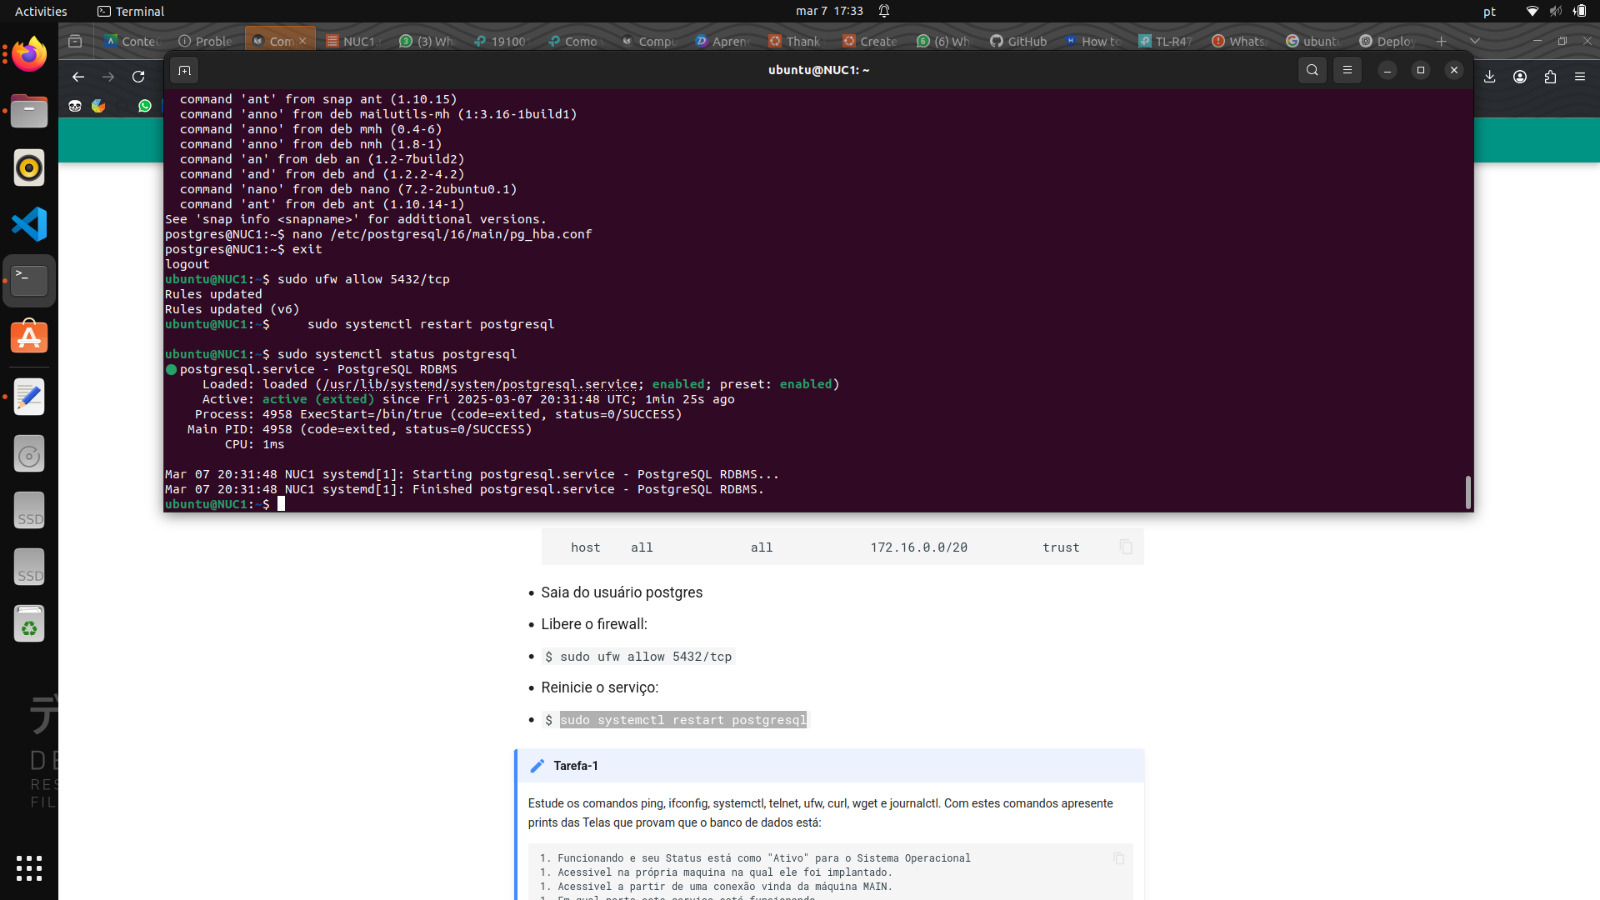 Activities
Terminal
mar 7 17:33
pt
Conte
Proble
Con
NUC1
(3) Wh
19100
Como
Compu
Apren
Thank
Create
(6) Wh
GitHub
How to
TL-R47
Whats
ubunt
Deploy
ubuntu@NUC1: ~
command 'ant' from snap ant (1.10.15)
command 'anno' from deb mailutils-mh (1:3.16-1build1)
command 'anno' from deb mmh (0.4-6)
command 'anno' from deb nmh (1.8-1)
command 'an' from deb an (1.2-7build2)
command 'and' from deb and (1.2.2-4.2)
command 'nano' from deb nano (7.2-2ubuntu0.1)
command 'ant' from deb ant (1.10.14-1)
See 'snap info <snapname>' for additional versions.
postgres@NUC1:~$ nano /etc/postgresql/16/main/pg_hba.conf
postgres@NUC1:~$ exit
logout
ubuntu@NUC1:~$ sudo ufw allow 5432/tcp
Rules updated
Rules updated (v6)
ubuntu@NUC1:~$     sudo systemctl restart postgresql
ubuntu@NUC1:~$ sudo systemctl status postgresql
● postgresql.service - PostgreSQL RDBMS
Loaded: loaded (/usr/lib/systemd/system/postgresql.service; enabled; preset: enabled)
Active: active (exited) since Fri 2025-03-07 20:31:48 UTC; 1min 25s ago
Process: 4958 ExecStart=/bin/true (code=exited, status=0/SUCCESS)
Main PID: 4958 (code=exited, status=0/SUCCESS)
CPU: 1ms
Mar 07 20:31:48 NUC1 systemd[1]: Starting postgresql.service - PostgreSQL RDBMS...
Mar 07 20:31:48 NUC1 systemd[1]: Finished postgresql.service - PostgreSQL RDBMS.
ubuntu@NUC1:~$
host all all 172.16.0.0/20 trust
• Saia do usuário postgres
• Libere o firewall:
• $ sudo ufw allow 5432/tcp
• Reinicie o serviço:
• $ sudo systemctl restart postgresql
Tarefa-1
Estude os comandos ping, ifconfig, systemctl, telnet, ufw, curl, wget e journalctl. Com estes comandos apresente
prints das Telas que provam que o banco de dados está:
1. Funcionando e seu Status está como "Ativo" para o Sistema Operacional
1. Acessivel na própria maquina na qual ele foi implantado.
1. Acessivel a partir de uma conexão vinda da máquina MAIN.
1. Em qual porta este serviço está funcionando.
SSD
SSD
デ
DE
RES
FIL